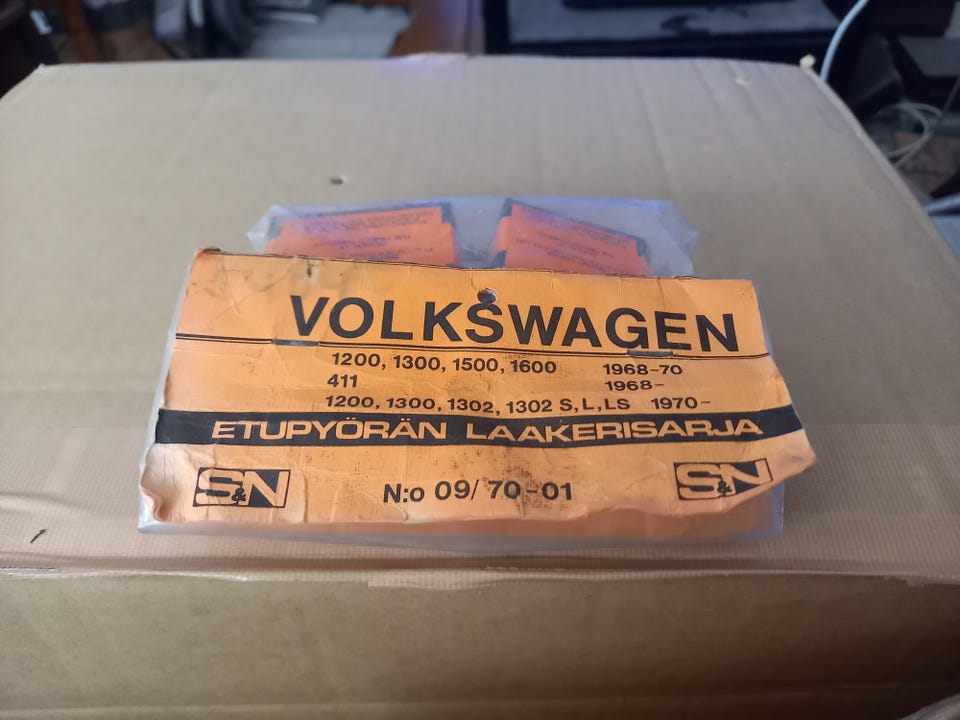 VOLKSWAGEN
1200, 1300, 1500, 1600 1968-70
411 1968-
1200, 1300, 1302, 1302 S, L, LS 1970-
ETUPYÖRÄN LAAKERISARJA
S&N N:o 09/70-01 S&N